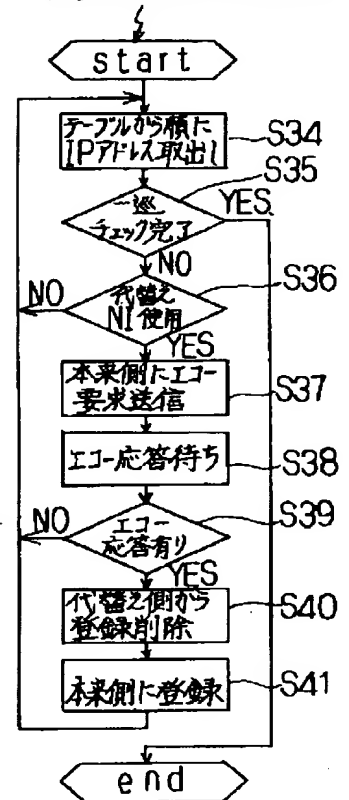 start
テーブルから順に
IPアドレス取出し
S34
S35
一巡
チェック完了
YES
NO
S36
代替え
NI使用
NO
YES
本来側にエコー
要求送信
S37
エコー応答待ち
S38
S39
エコー
応答有り
NO
YES
代替え側から
登録削除
S40
本来側に登録
S41
end